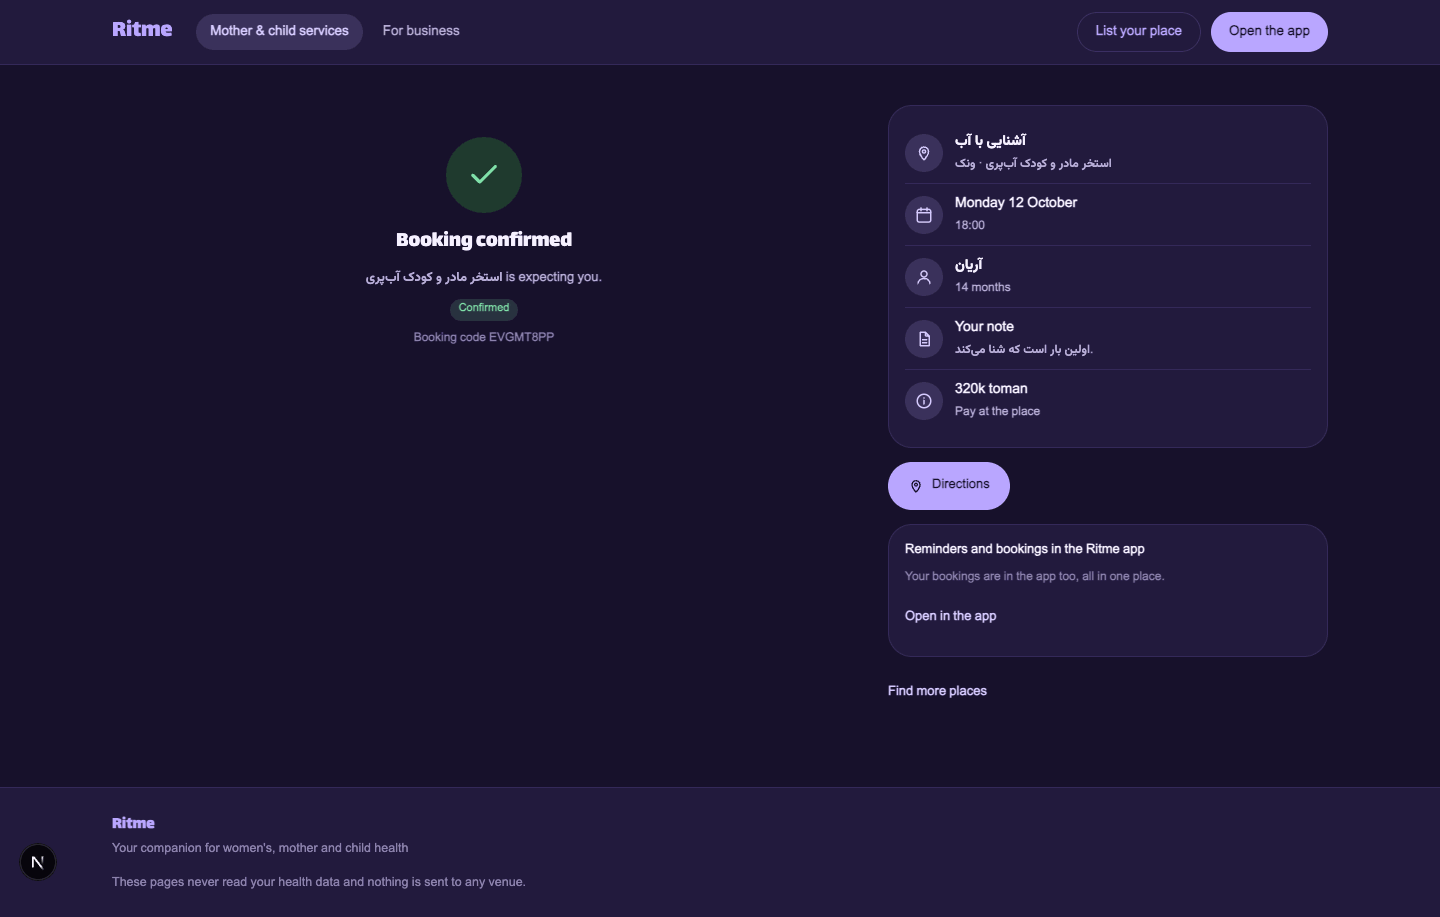 Ritme
Mother & child services
For business
List your place
Open the app
Booking confirmed
استخر مادر و کودک آب‌پری is expecting you.
Confirmed
Booking code EVGMT8PP
آشنایی با آب
استخر مادر و کودک آب‌پری · ونک
Monday 12 October
18:00
آریان
14 months
Your note
اولین بار است که شنا می‌کند.
320k toman
Pay at the place
Directions
Reminders and bookings in the Ritme app
Your bookings are in the app too, all in one place.
Open in the app
Find more places
Ritme
Your companion for women's, mother and child health
These pages never read your health data and nothing is sent to any venue.
N